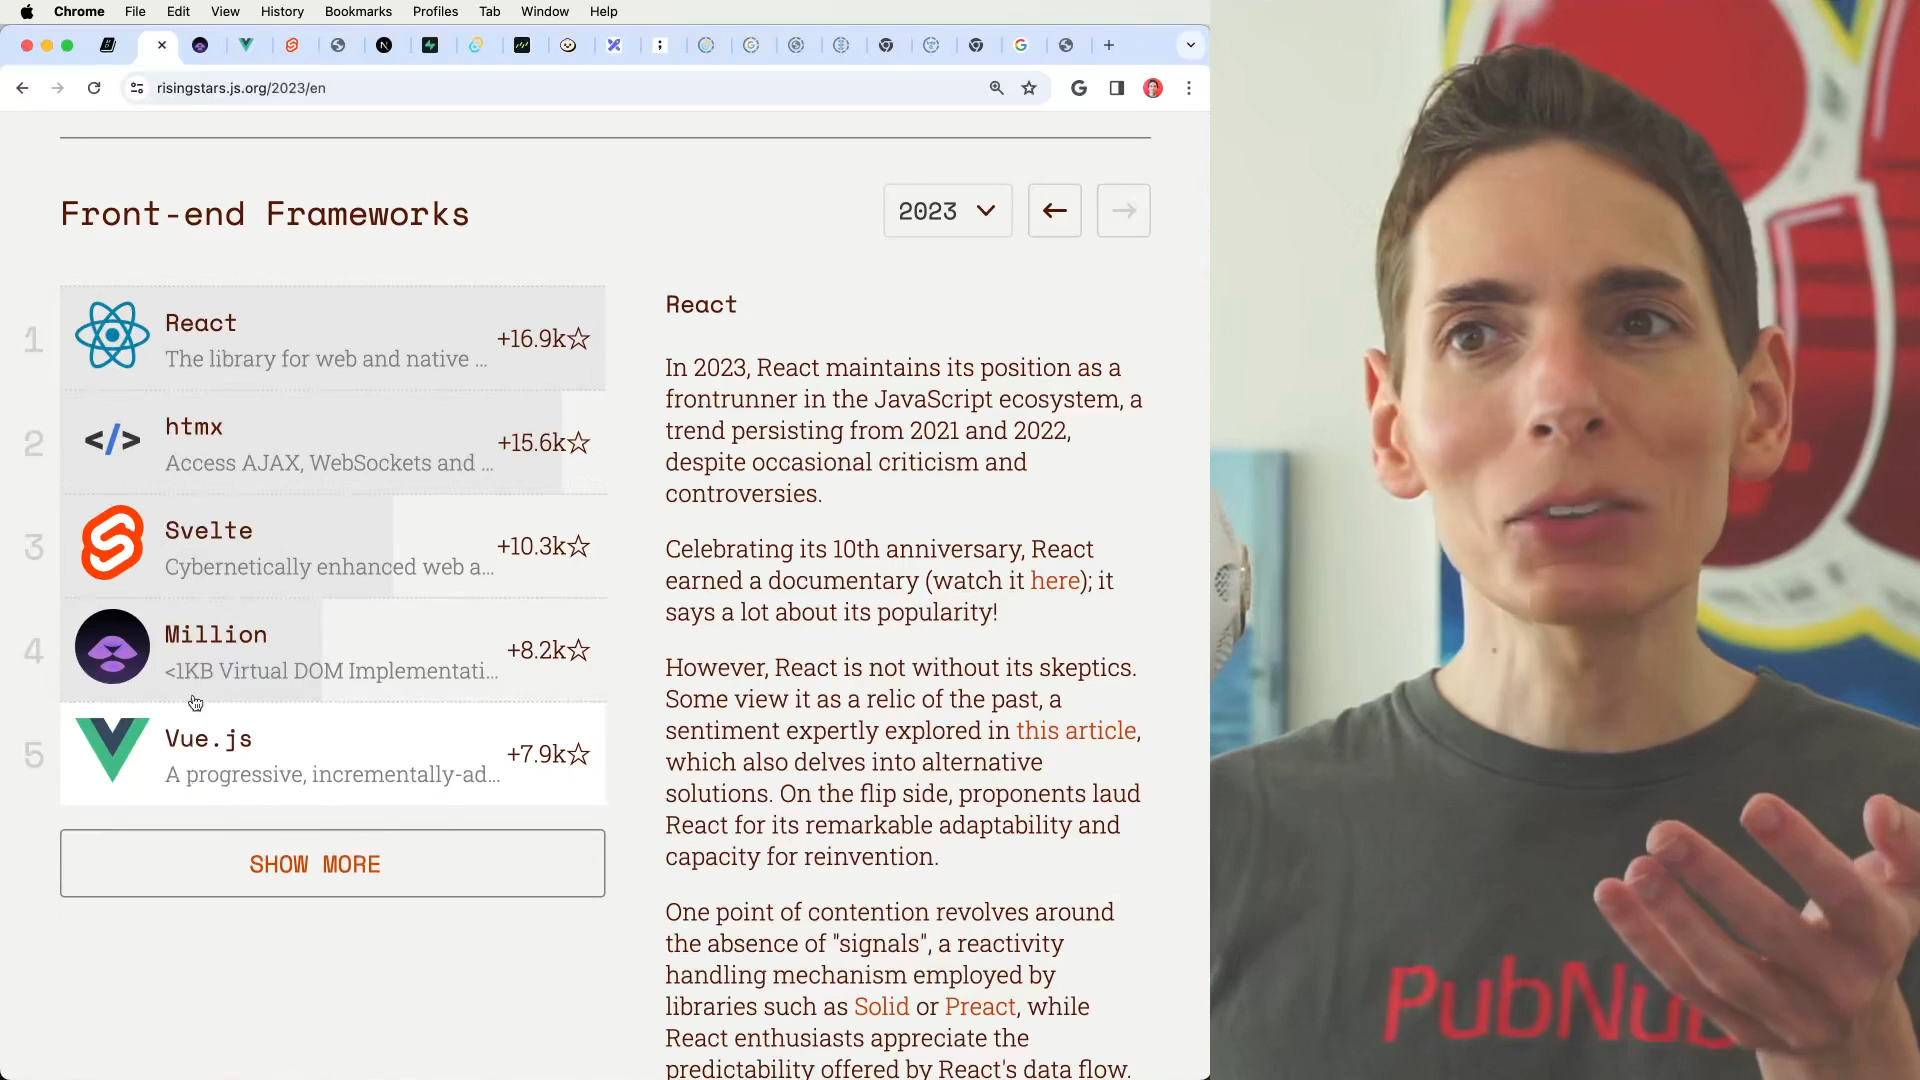 Chrome File Edit View History Bookmarks Profiles Tab Window Help
risingstars.js.org/2023/en
Front-end Frameworks
2023
1
React
The library for web and native ...
+16.9k
2
htmx
Access AJAX, WebSockets and ...
+15.6k
3
Svelte
Cybernetically enhanced web a...
+10.3k
4
Million
<1KB Virtual DOM Implementati...
+8.2k
5
Vue.js
A progressive, incrementally-ad...
+7.9k
SHOW MORE
React
In 2023, React maintains its position as a
frontrunner in the JavaScript ecosystem, a
trend persisting from 2021 and 2022,
despite occasional criticism and
controversies.
Celebrating its 10th anniversary, React
earned a documentary (watch it here); it
says a lot about its popularity!
However, React is not without its skeptics.
Some view it as a relic of the past, a
sentiment expertly explored in this article,
which also delves into alternative
solutions. On the flip side, proponents laud
React for its remarkable adaptability and
capacity for reinvention.
One point of contention revolves around
the absence of "signals", a reactivity
handling mechanism employed by
libraries such as Solid or Preact, while
React enthusiasts appreciate the
predictability offered by React's data flow.
PubNub